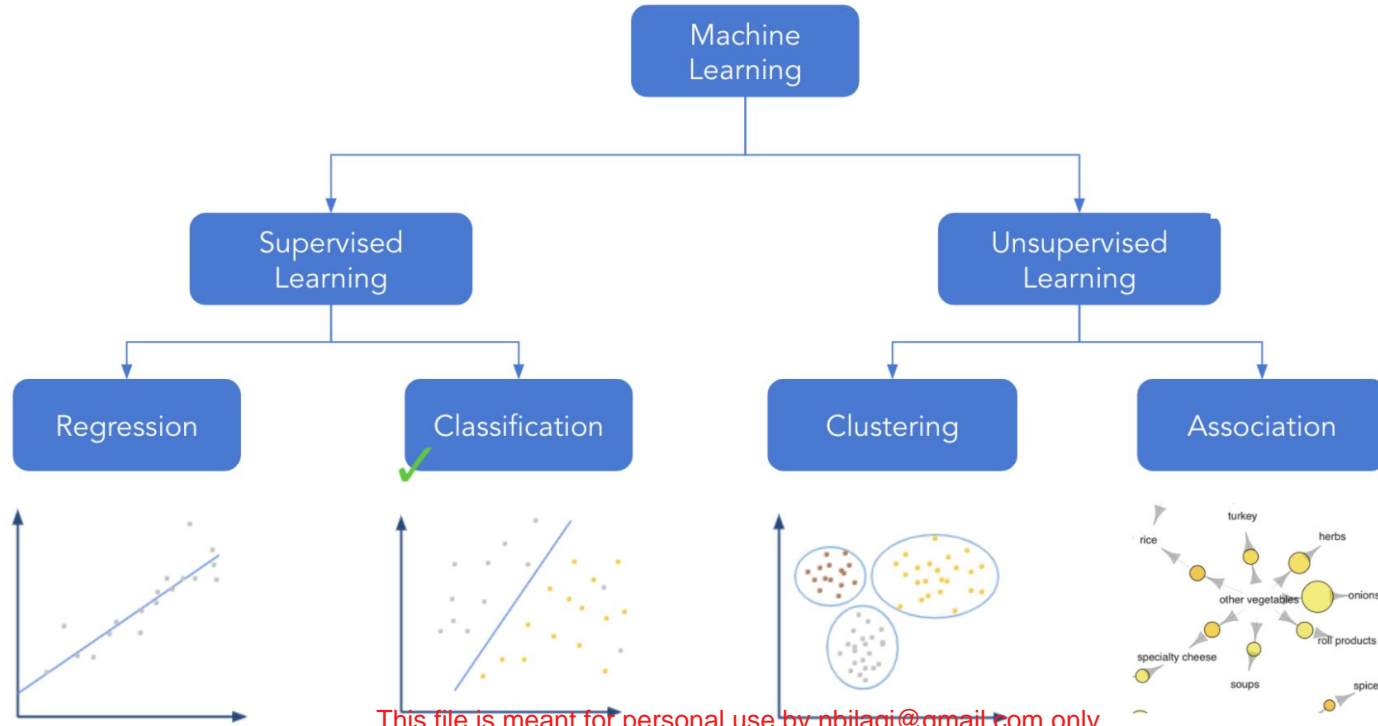 Machine
Learning
Supervised
Learning
Unsupervised
Learning
Regression
Classification
Clustering
Association
turkey
rice
herbs
other vegetables
onions
roll products
specialty cheese
soups
spice
This file is meant for personal use by nbilagi@gmail.com only.